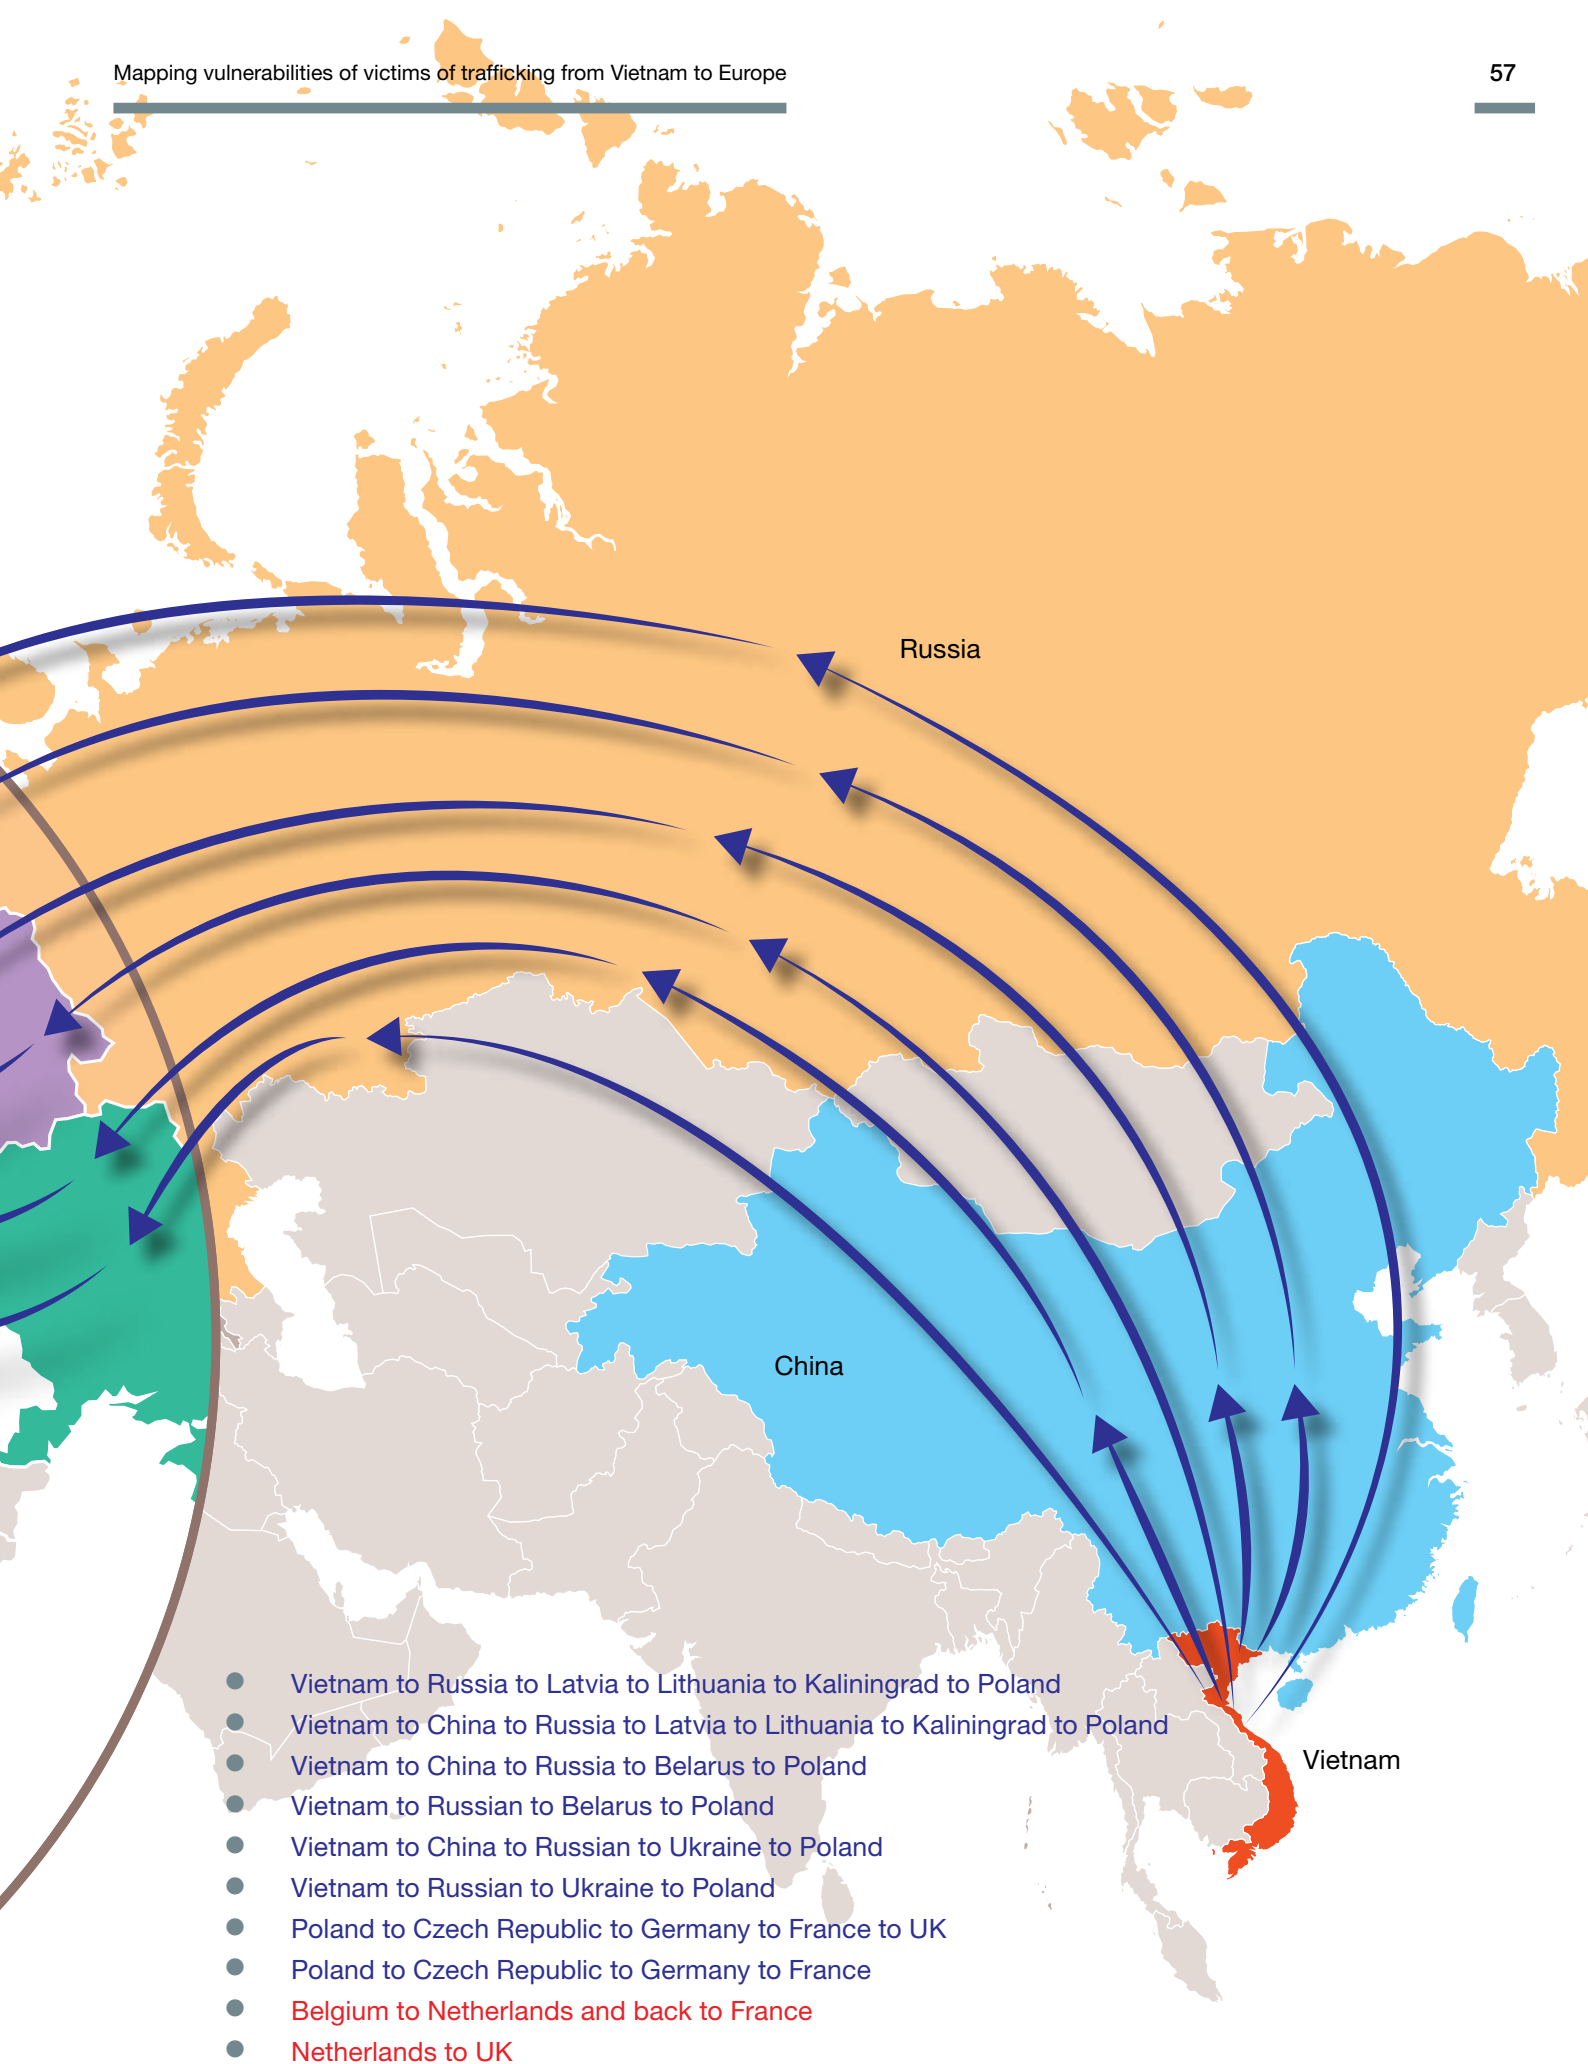 Mapping vulnerabilities of victims of trafficking from Vietnam to Europe
57
Russia
China
Vietnam
Vietnam to Russia to Latvia to Lithuania to Kaliningrad to Poland
Vietnam to China to Russia to Latvia to Lithuania to Kaliningrad to Poland
Vietnam to China to Russia to Belarus to Poland
Vietnam to Russian to Belarus to Poland
Vietnam to China to Russian to Ukraine to Poland
Vietnam to Russian to Ukraine to Poland
Poland to Czech Republic to Germany to France to UK
Poland to Czech Republic to Germany to France
Belgium to Netherlands and back to France
Netherlands to UK